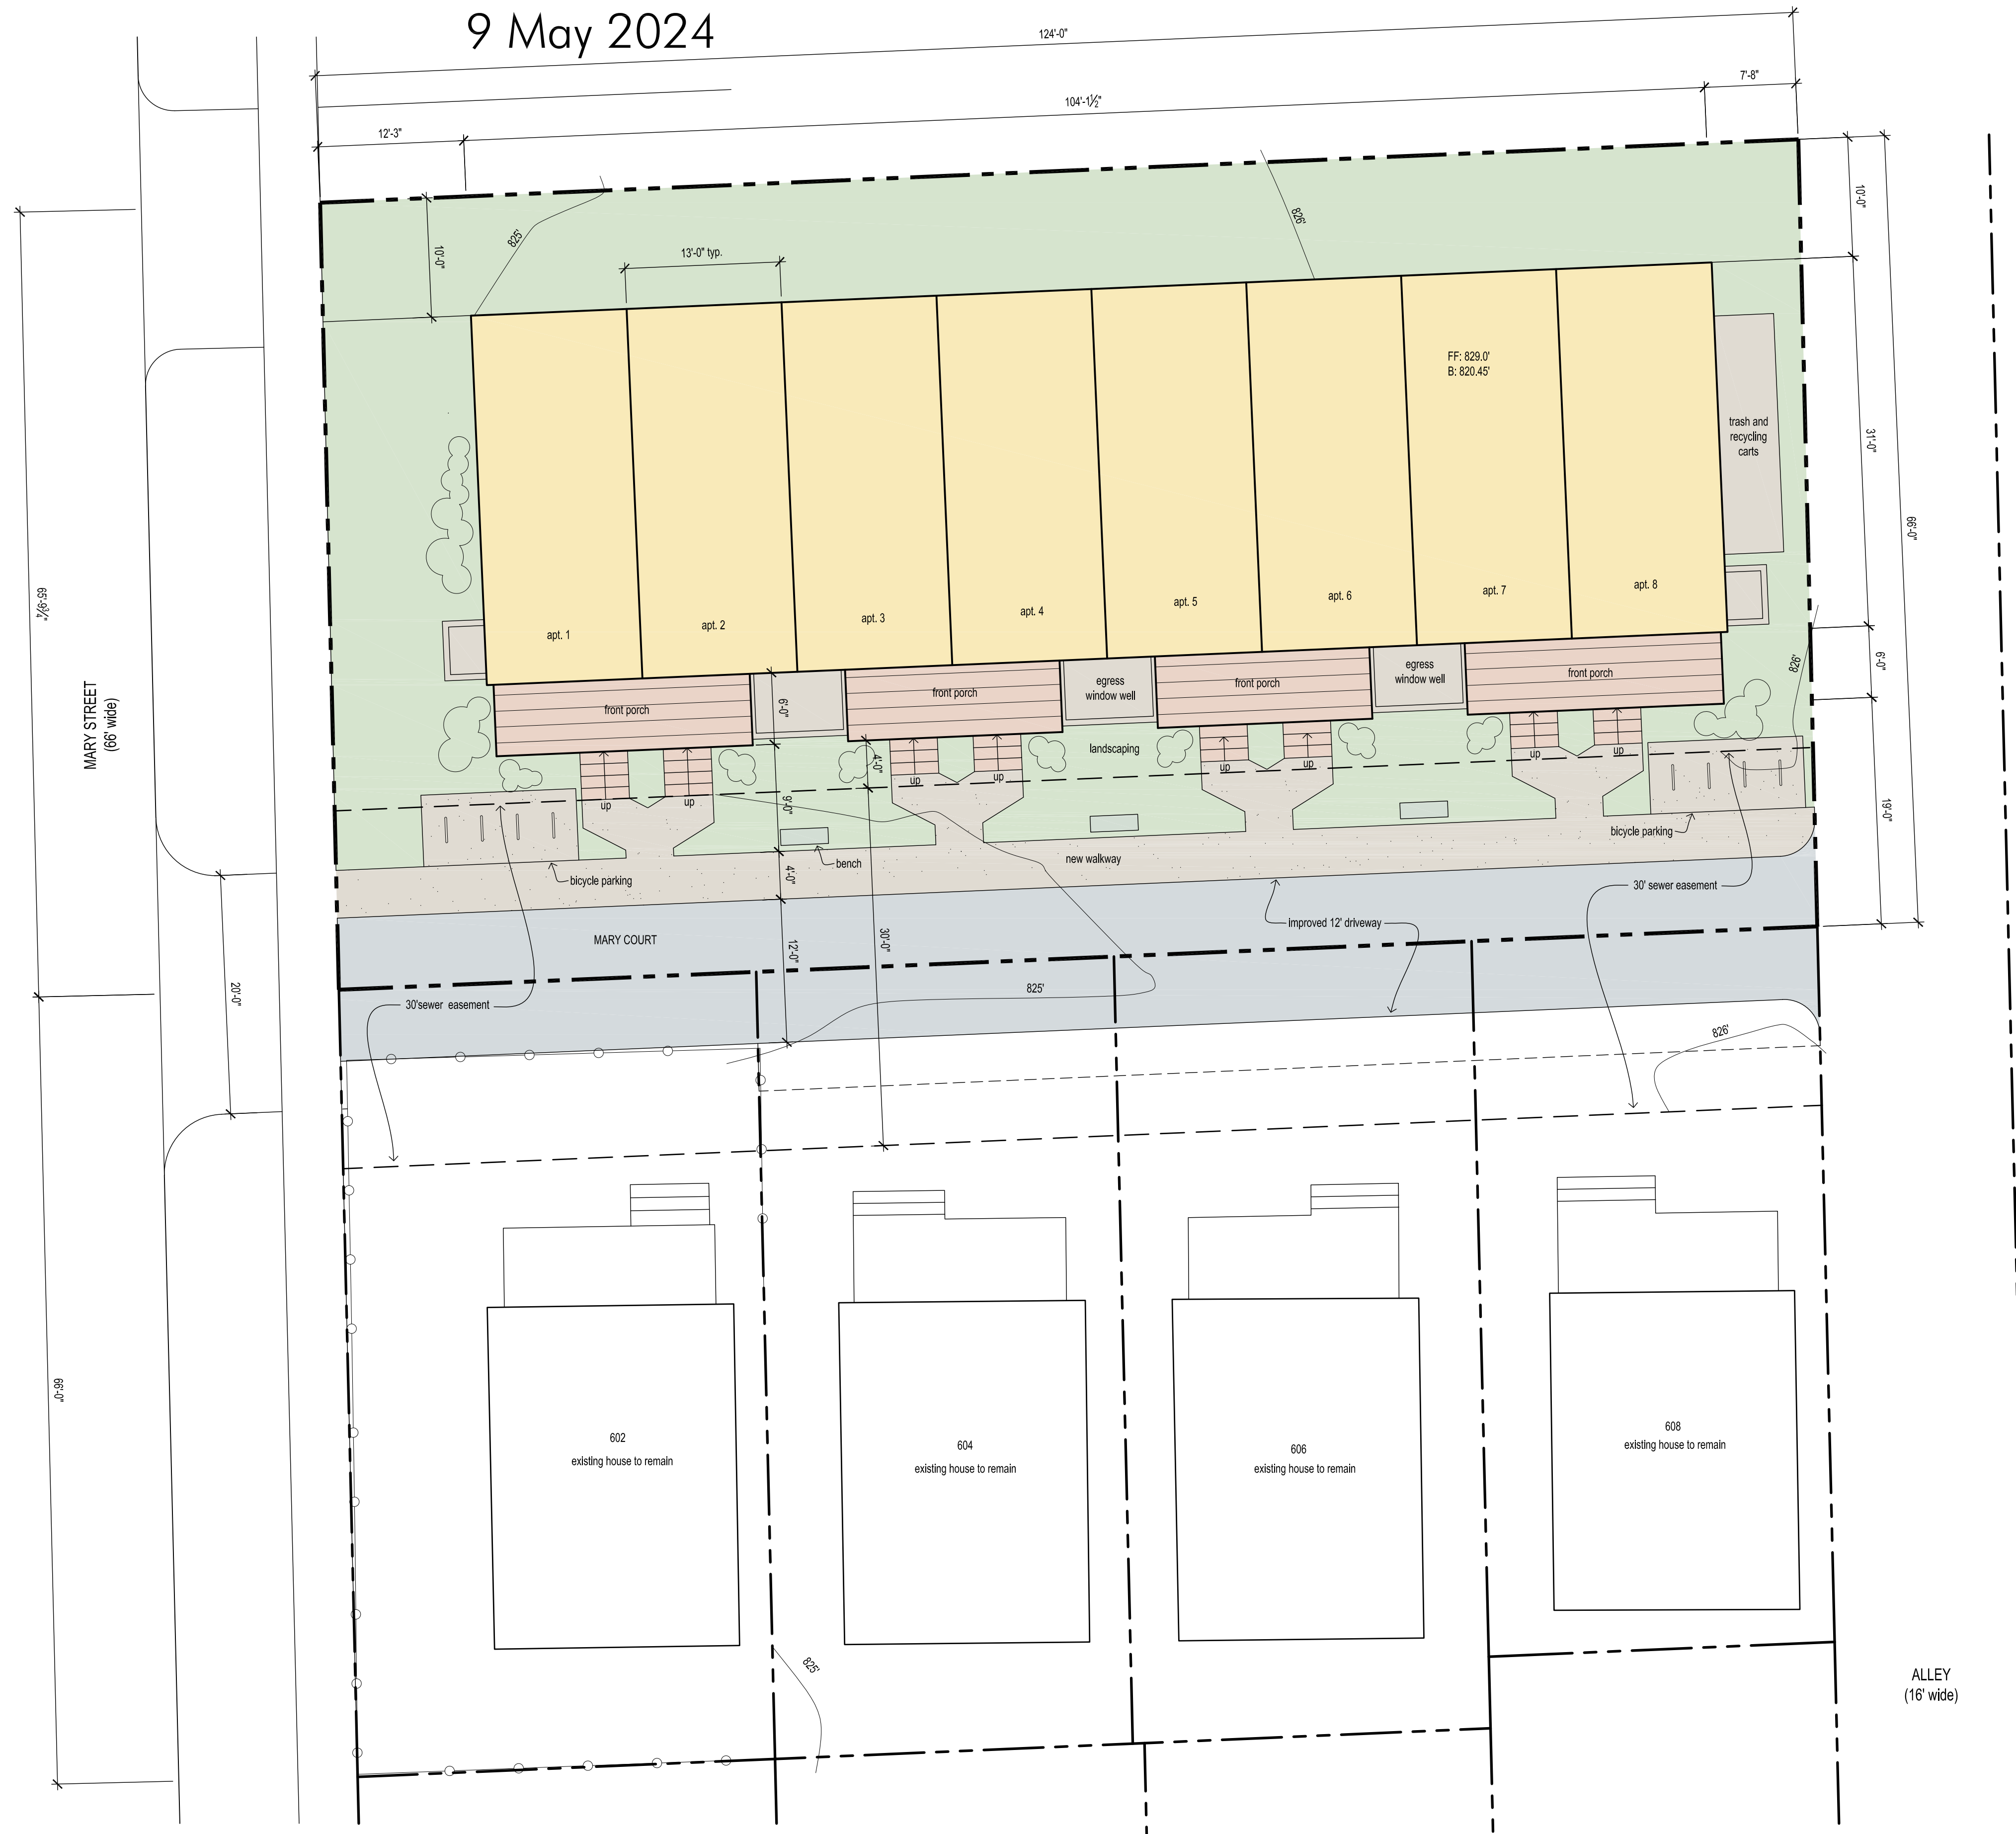 9 May 2024
124'-0"
7'-8"
104'-1½"
12'-3"
10'-0"
825'
826'
10'-0"
13'-0" typ.
FF: 829.0'
B: 820.45'
trash and
recycling
carts
31'-0"
66'-0"
65'-9¾"
apt. 1
apt. 2
apt. 3
apt. 4
apt. 5
apt. 6
apt. 7
apt. 8
6'-0"
826'
MARY STREET
(66' wide)
front porch
6'-0"
front porch
egress
window well
front porch
egress
window well
front porch
landscaping
4'-0"
up
up
up
up
up
up
up
up
9'-0"
19'-0"
bicycle parking
bench
new walkway
4'-0"
bicycle parking
30' sewer easement
Improved 12' driveway
MARY COURT
12'-0"
30'-0"
20'-0"
30'sewer easement
825'
826'
66'-0"
602
existing house to remain
604
existing house to remain
606
existing house to remain
608
existing house to remain
825'
ALLEY
(16' wide)